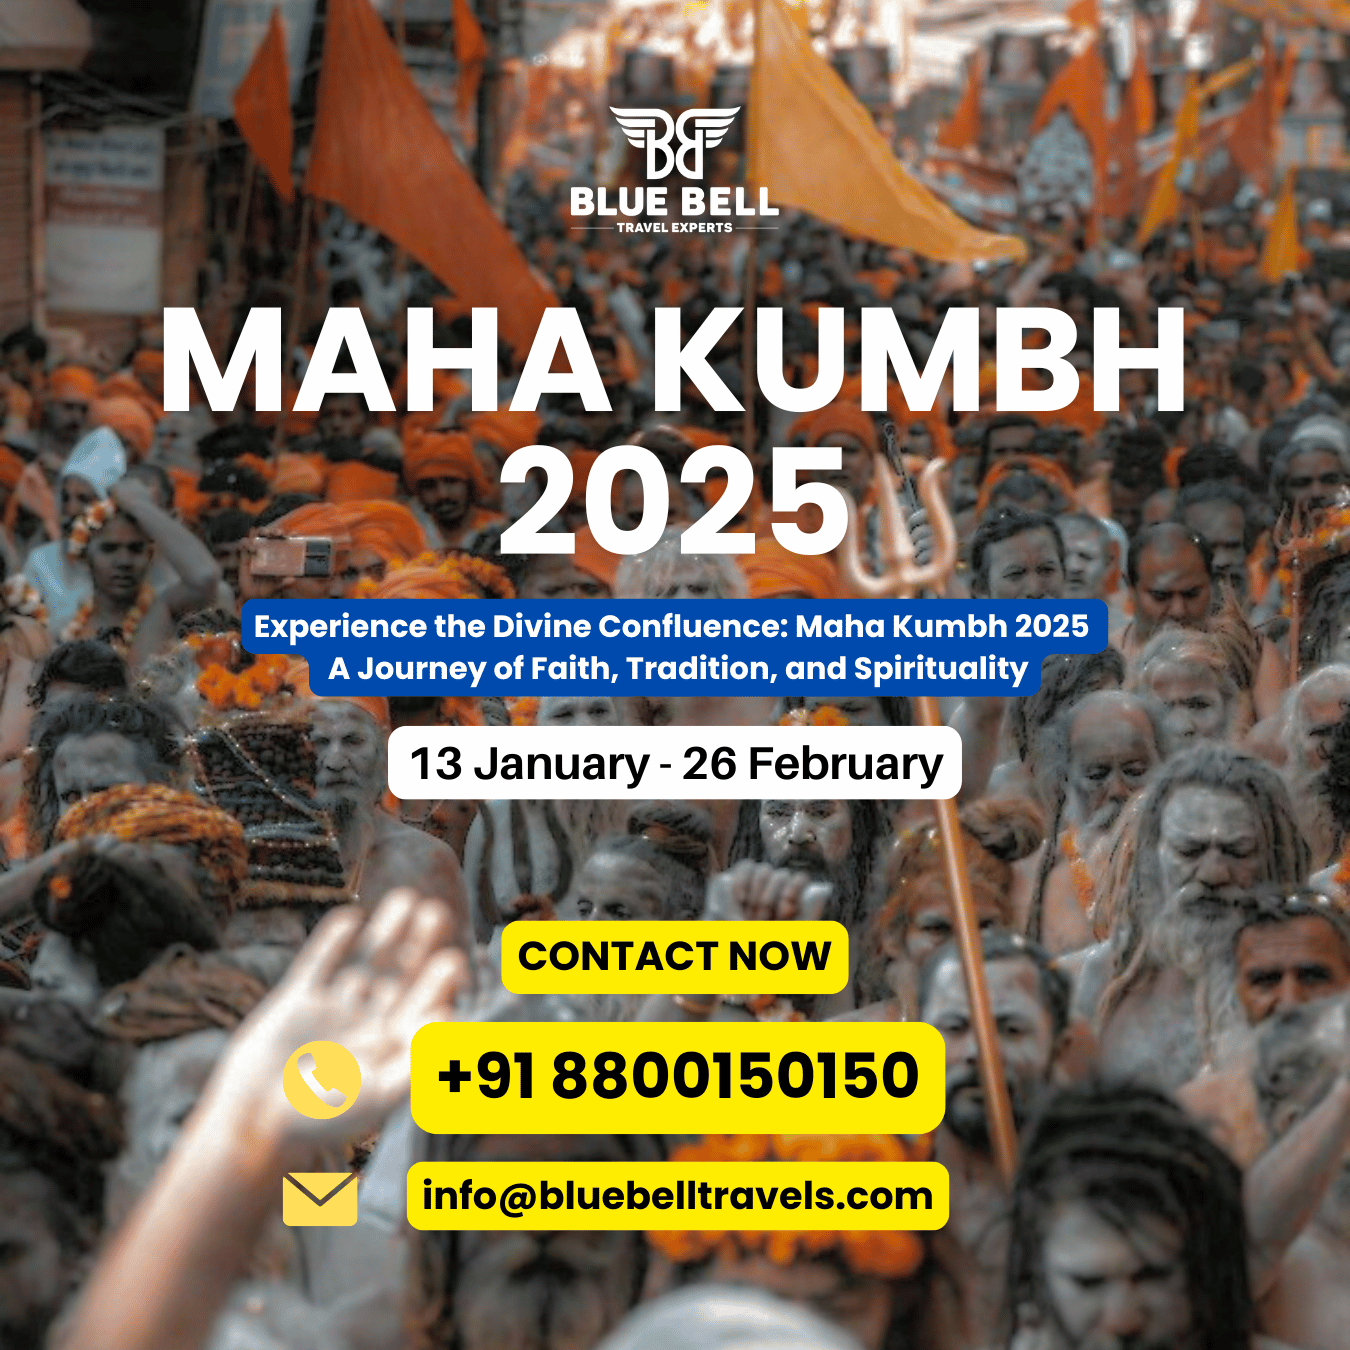 BB
BLUE BELL
TRAVEL EXPERTS
MAHA KUMBH
2025
Experience the Divine Confluence: Maha Kumbh 2025
A Journey of Faith, Tradition, and Spirituality
13 January - 26 February
CONTACT NOW
+91 8800150150
info@bluebelltravels.com